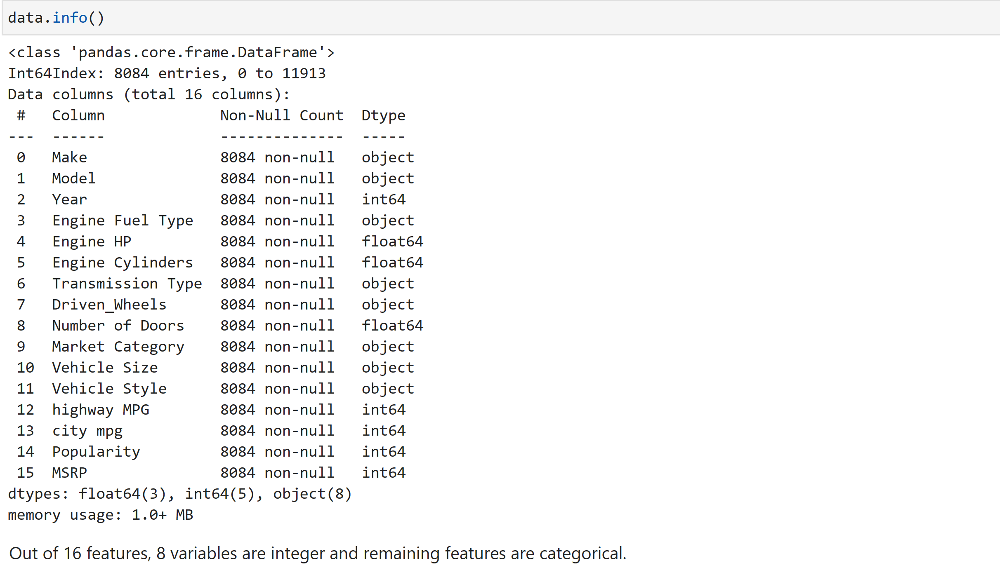 data.info()
<class 'pandas.core.frame.DataFrame'>
Int64Index: 8084 entries, 0 to 11913
Data columns (total 16 columns):
 #   Column             Non-Null Count  Dtype
---  ------             --------------  -----
 0   Make               8084 non-null   object
 1   Model              8084 non-null   object
 2   Year               8084 non-null   int64
 3   Engine Fuel Type   8084 non-null   object
 4   Engine HP          8084 non-null   float64
 5   Engine Cylinders   8084 non-null   float64
 6   Transmission Type  8084 non-null   object
 7   Driven_Wheels      8084 non-null   object
 8   Number of Doors    8084 non-null   float64
 9   Market Category    8084 non-null   object
 10  Vehicle Size       8084 non-null   object
 11  Vehicle Style      8084 non-null   object
 12  highway MPG        8084 non-null   int64
 13  city mpg           8084 non-null   int64
 14  Popularity         8084 non-null   int64
 15  MSRP               8084 non-null   int64
dtypes: float64(3), int64(5), object(8)
memory usage: 1.0+ MB
Out of 16 features, 8 variables are integer and remaining features are categorical.